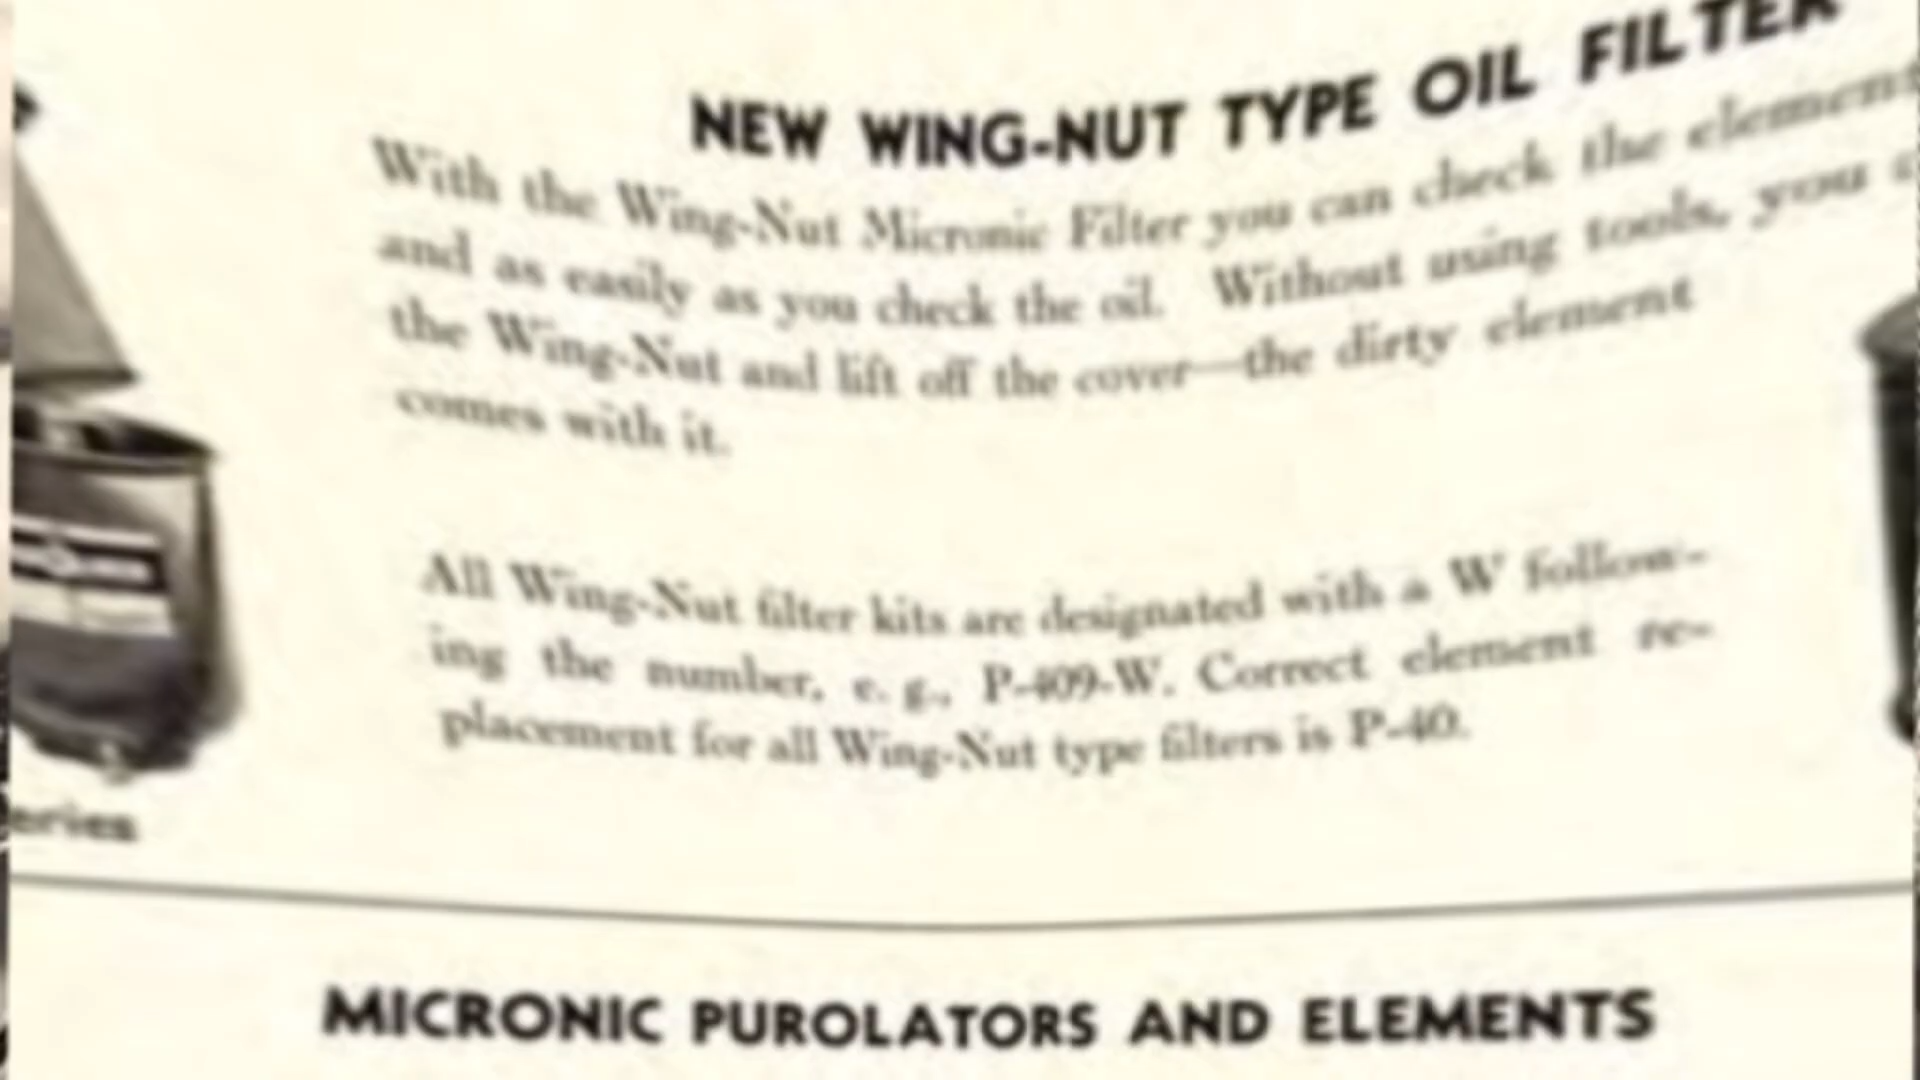 NEW WING-NUT TYPE OIL FILTER
With the Wing-Nut Micronic Filter you can check the element
and as easily as you check the oil. Without using tools, you
the Wing-Nut and lift off the cover—the dirty element
comes with it.
All Wing-Nut filter kits are designated with a W follow-
ing the number, e. g., P-409-W. Correct element re-
placement for all Wing-Nut type filters is P-40.
eries
MICRONIC PUROLATORS AND ELEMENTS